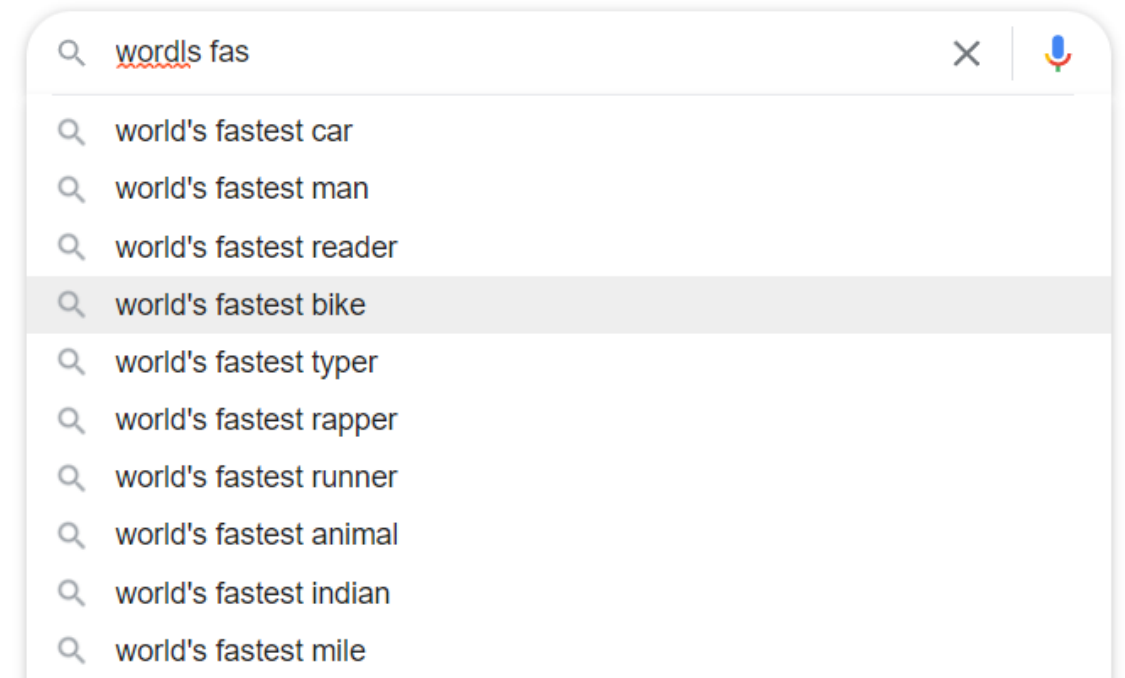 wordls fas
world's fastest car
world's fastest man
world's fastest reader
world's fastest bike
world's fastest typer
world's fastest rapper
world's fastest runner
world's fastest animal
world's fastest indian
world's fastest mile